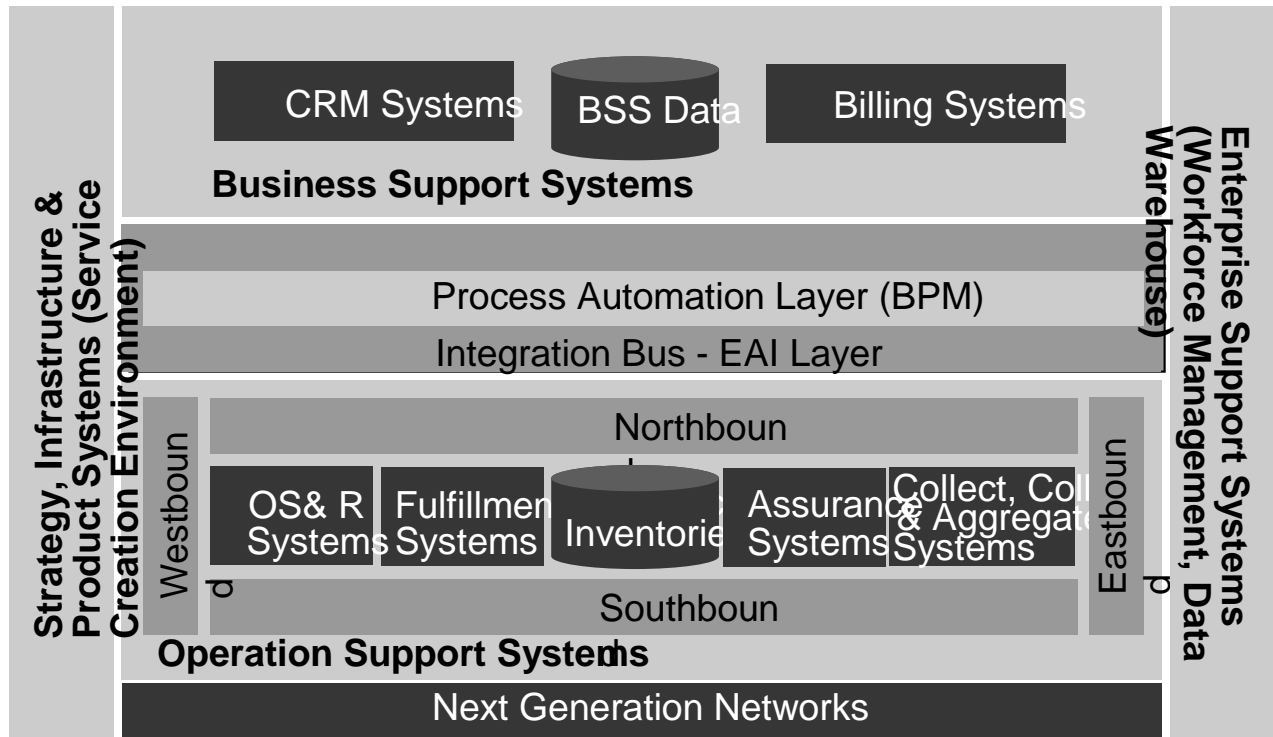 CRM Systems
BSS Data
Billing Systems
Business Support Systems
Strategy, Infrastructure &
Product Systems (Service
Creation Environment)
Enterprise Support Systems
(Workforce Management, Data
Warehouse)
Process Automation Layer (BPM)
Integration Bus - EAI Layer
Northboun
d
Westboun
d
OS& R
Systems
Fulfillmen
Systems
Inventorie
Assurance
Systems
Collect, Coll
& Aggregate
Systems
Eastboun
d
Southboun
d
Operation Support Systems
Next Generation Networks